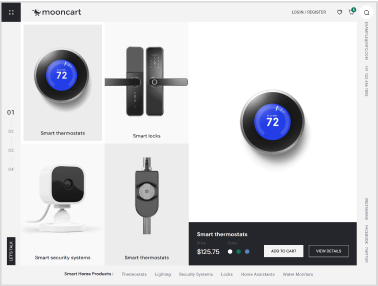 mooncart
LOGIN / REGISTER
01
02
03
04
72
Smart thermostats
Smart locks
Smart security systems
Smart thermostats
72
Smart thermostats
$125.75
ADD TO CART
VIEW DETAILS
LET'S TALK
INSTAGRAM
FACEBOOK
TWITTER
Smart Home Products: Thermostats Lighting Security Systems Locks Home Assistants Water Monitors